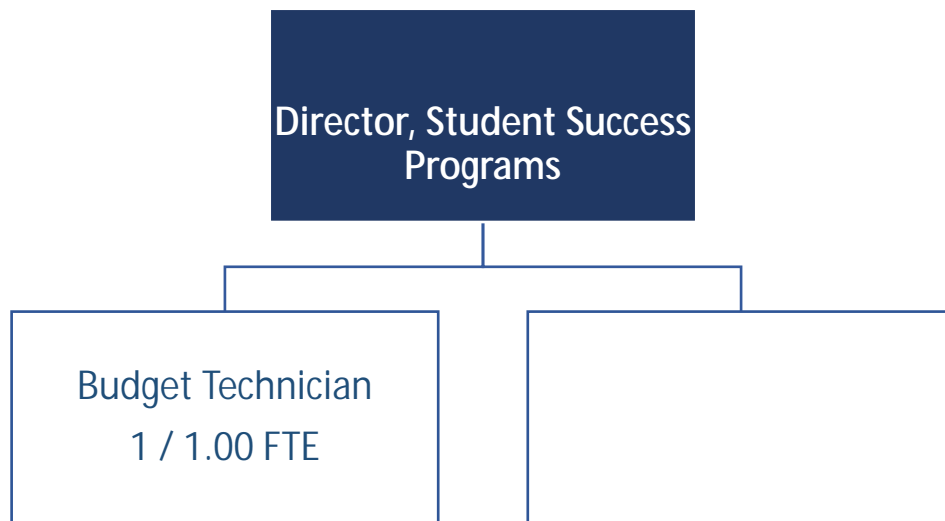 Director, Student Success
Programs
Budget Technician
1 / 1.00 FTE